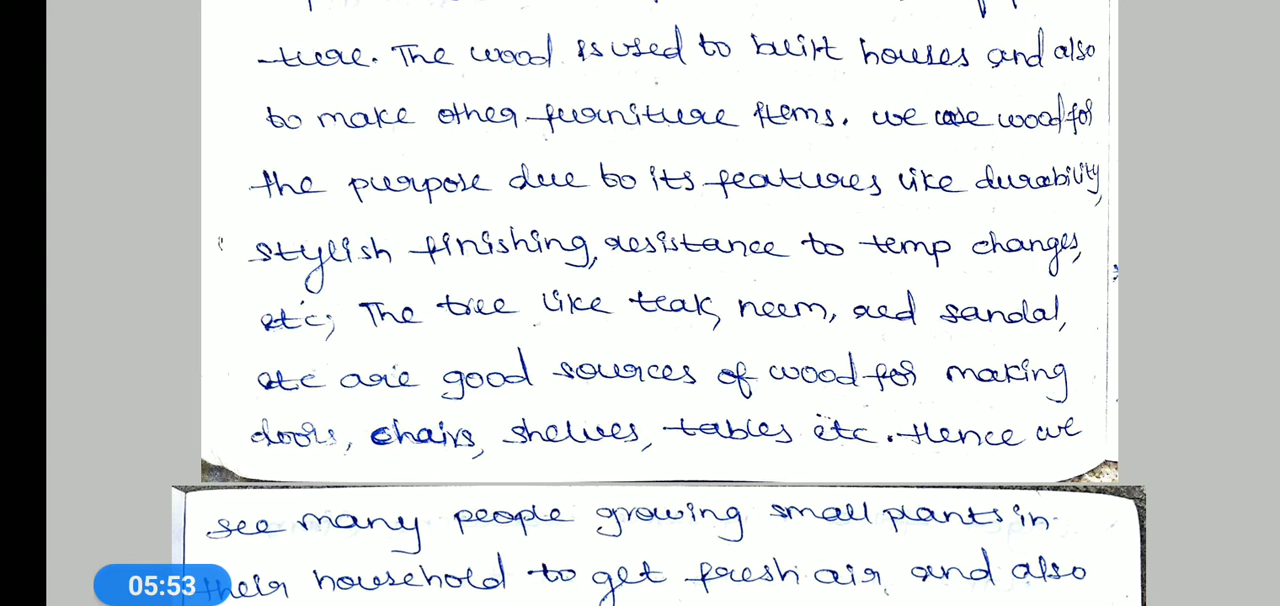 -ture. The wood is used to built houses and also
to make other furniture items. we use wood for
the purpose due to its features like durability,
stylish finishing, resistance to temp changes,
etc; The tree like teak, neem, red sandal,
etc are good sources of wood for making
doors, chairs, shelves, tables etc. Hence we
see many people growing small plants in
their household to get fresh air and also
05:53